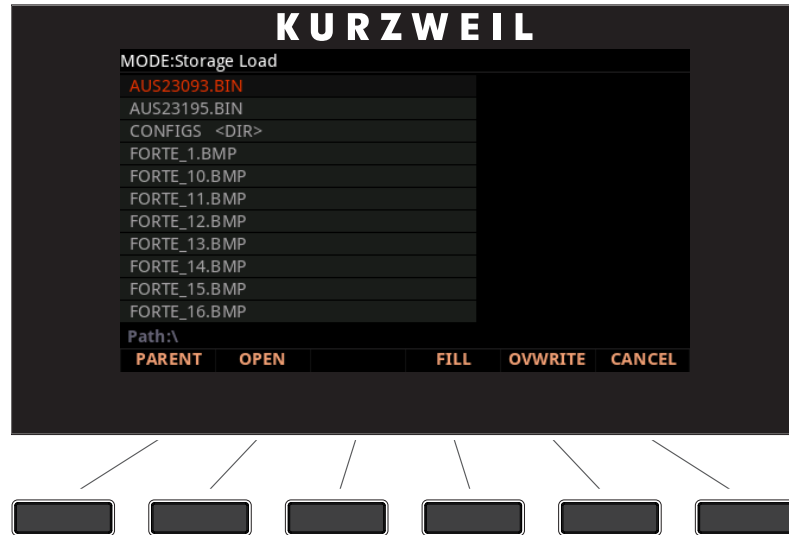 KURZWEIL
MODE:Storage Load
AUS23093.BIN
AUS23195.BIN
CONFIGS <DIR>
FORTE_1.BMP
FORTE_10.BMP
FORTE_11.BMP
FORTE_12.BMP
FORTE_13.BMP
FORTE_14.BMP
FORTE_15.BMP
FORTE_16.BMP
Path:\
PARENT OPEN FILL OVWRITE CANCEL